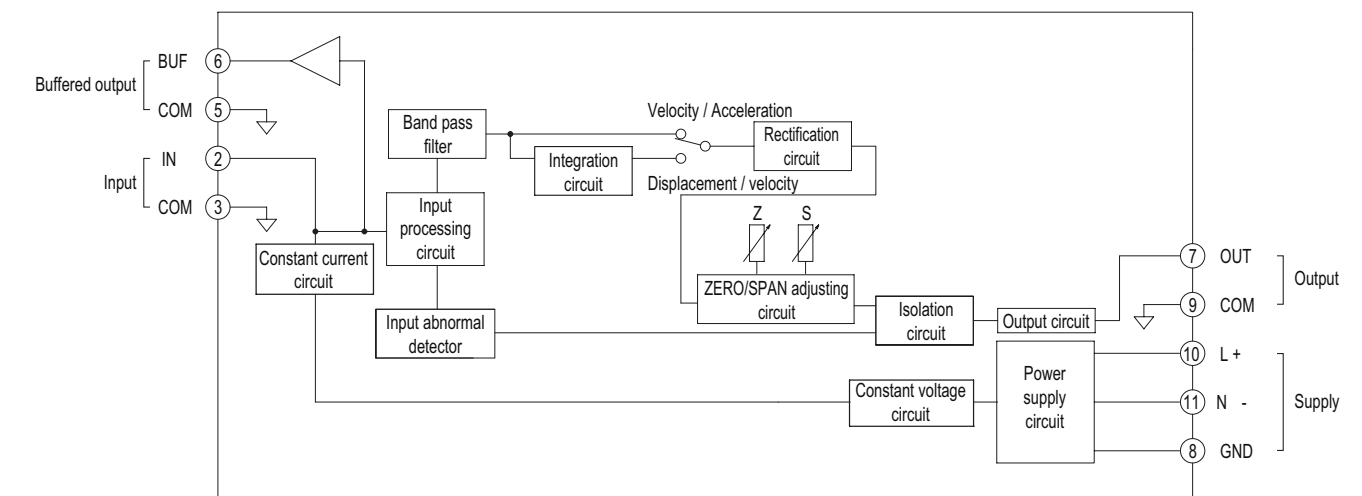 BUF 6
Buffered output
COM 5
IN 2
Input
COM 3
Band pass
filter
Velocity / Acceleration
Integration
circuit
Rectification
circuit
Displacement / velocity
Input
processing
circuit
Z S
Constant current
circuit
ZERO/SPAN adjusting
circuit
Input abnormal
detector
Isolation
circuit
Output circuit
7 OUT
Output
9 COM
Power
supply
circuit
Constant voltage
circuit
10 L +
11 N -
Supply
8 GND